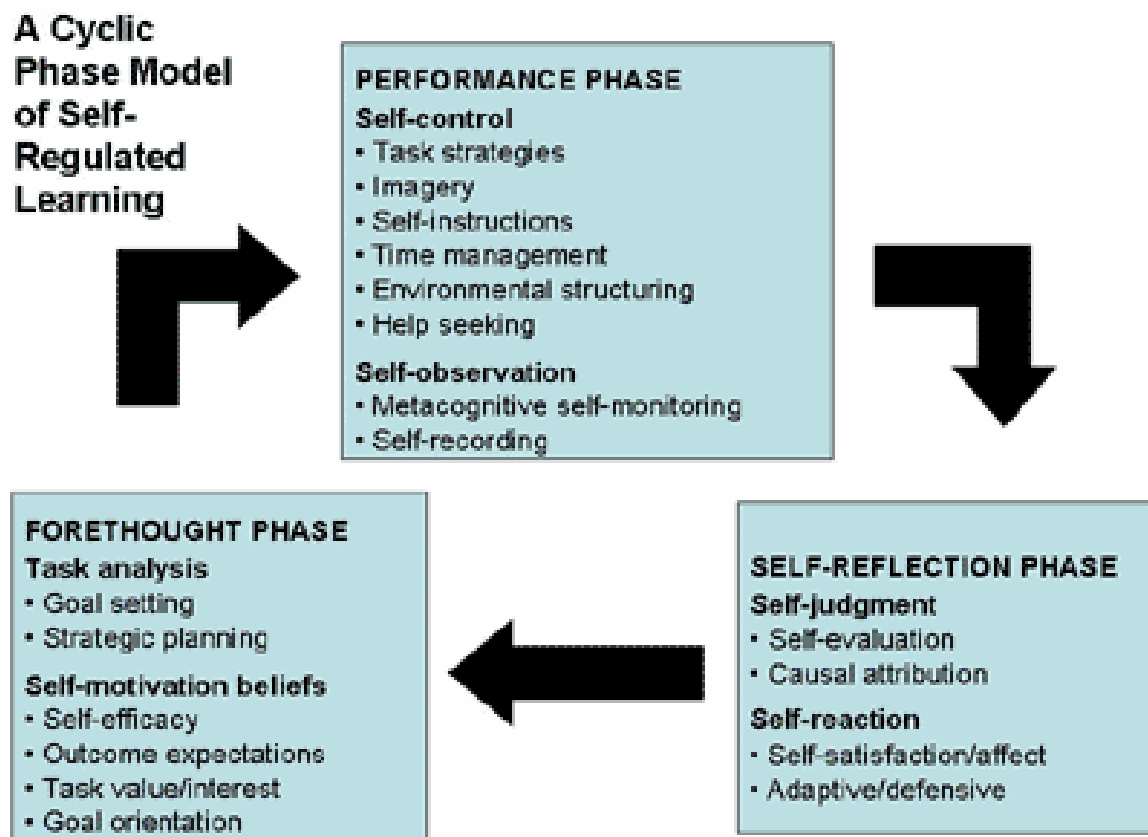 A Cyclic
Phase Model
of Self-
Regulated
Learning
PERFORMANCE PHASE
Self-control
• Task strategies
• Imagery
• Self-instructions
• Time management
• Environmental structuring
• Help seeking
Self-observation
• Metacognitive self-monitoring
• Self-recording
FORETHOUGHT PHASE
Task analysis
• Goal setting
• Strategic planning
Self-motivation beliefs
• Self-efficacy
• Outcome expectations
• Task value/interest
• Goal orientation
SELF-REFLECTION PHASE
Self-judgment
• Self-evaluation
• Causal attribution
Self-reaction
• Self-satisfaction/affect
• Adaptive/defensive